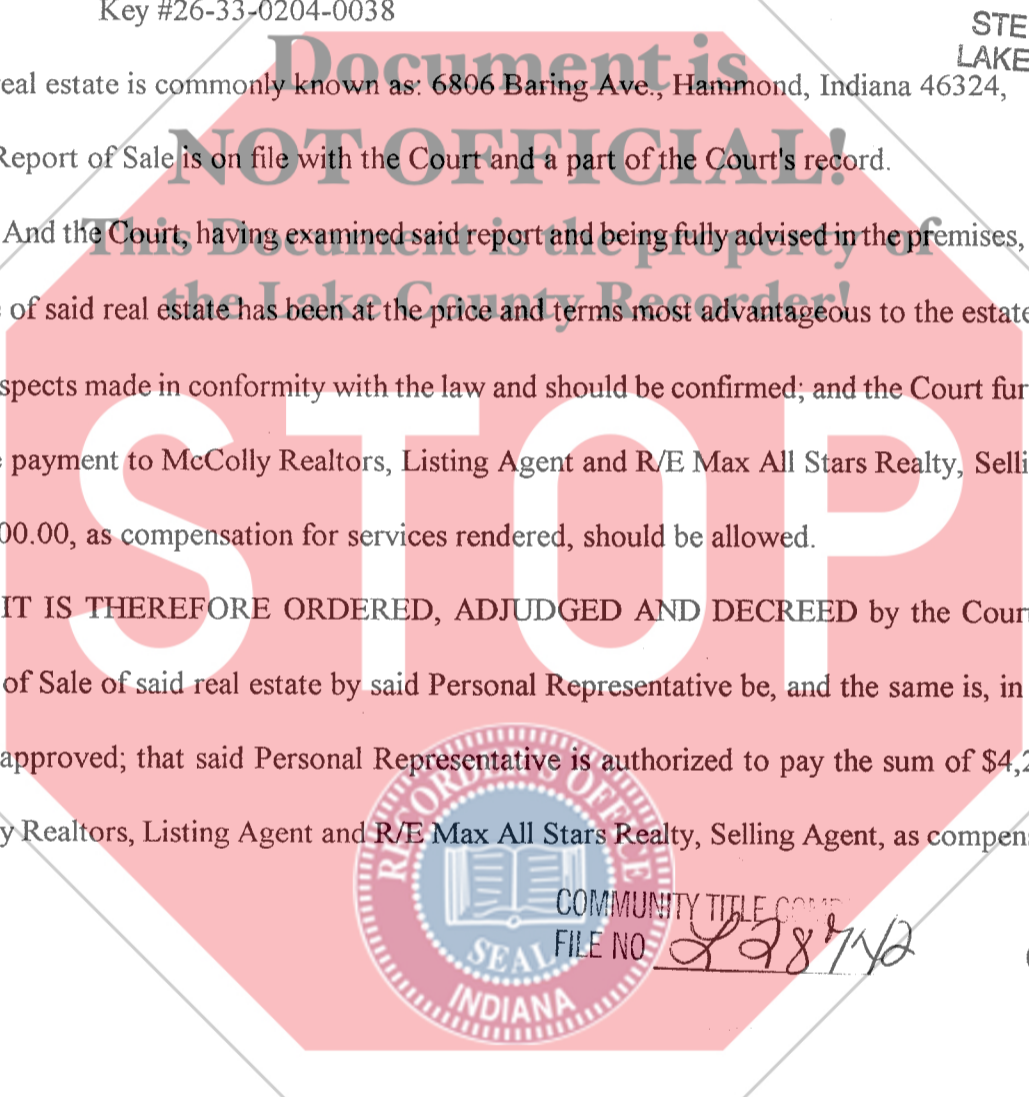 Key #26-33-0204-0038
STE
LAKE
Document is
real estate is commonly known as: 6806 Baring Ave., Hammond, Indiana 46324,
NOT OFFICIAL!
Report of Sale is on file with the Court and a part of the Court's record.
This Document is the property of
And the Court, having examined said report and being fully advised in the premises,
the Lake County Recorder!
of said real estate has been at the price and terms most advantageous to the estate
spects made in conformity with the law and should be confirmed; and the Court fur
payment to McColly Realtors, Listing Agent and R/E Max All Stars Realty, Selli
STOP
00.00, as compensation for services rendered, should be allowed.
IT IS THEREFORE ORDERED, ADJUDGED AND DECREED by the Cour
of Sale of said real estate by said Personal Representative be, and the same is, in
approved; that said Personal Representative is authorized to pay the sum of $4,2
y Realtors, Listing Agent and R/E Max All Stars Realty, Selling Agent, as compens
RECORDER'S OFFICE
SEAL
INDIANA
COMMUNITY TITLE COMP
FILE NO L28742